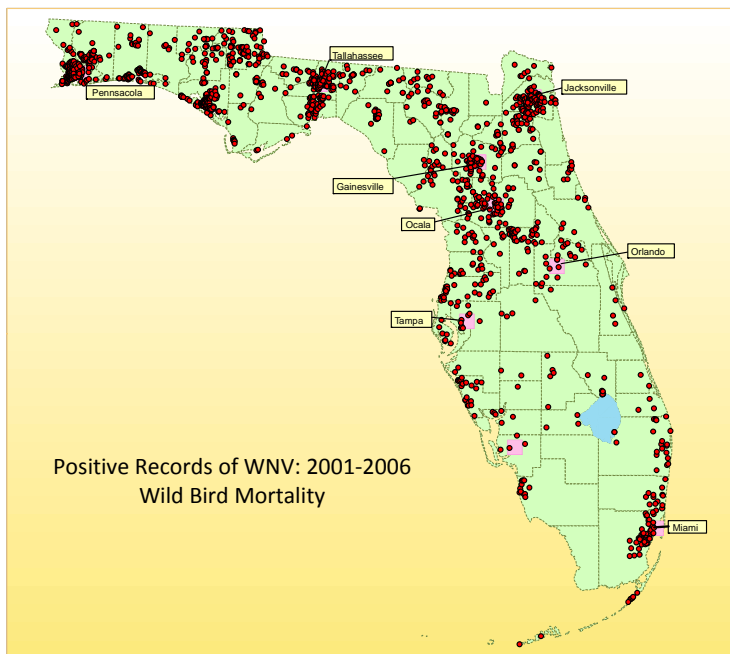 Tallahassee
Jacksonville
Pennsacola
Gainesville
Ocala
Orlando
Tampa
Positive Records of WNV: 2001-2006
Wild Bird Mortality
Miami